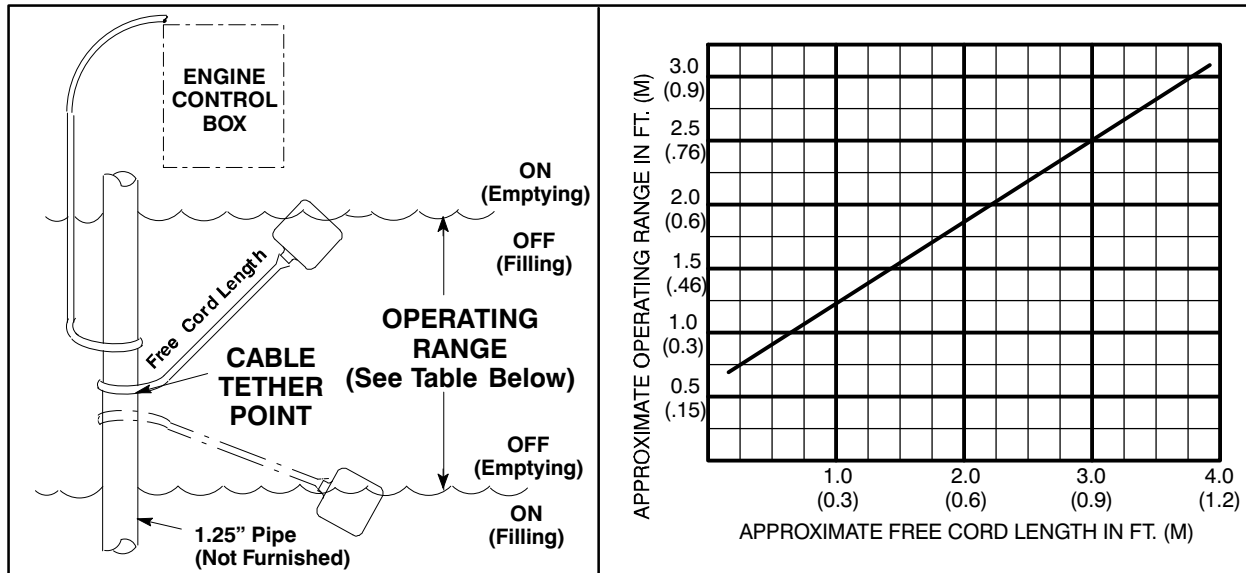 ENGINE
CONTROL
BOX
ON
(Emptying)
OFF
(Filling)
Free Cord Length
OPERATING
RANGE
(See Table Below)
CABLE
TETHER
POINT
OFF
(Emptying)
ON
(Filling)
1.25” Pipe
(Not Furnished)
APPROXIMATE OPERATING RANGE IN FT. (M)
3.0
(0.9)
2.5
(.76)
2.0
(0.6)
1.5
(.46)
1.0
(0.3)
0.5
(.15)
1.0 2.0 3.0 4.0
(0.3) (0.6) (0.9) (1.2)
APPROXIMATE FREE CORD LENGTH IN FT. (M)